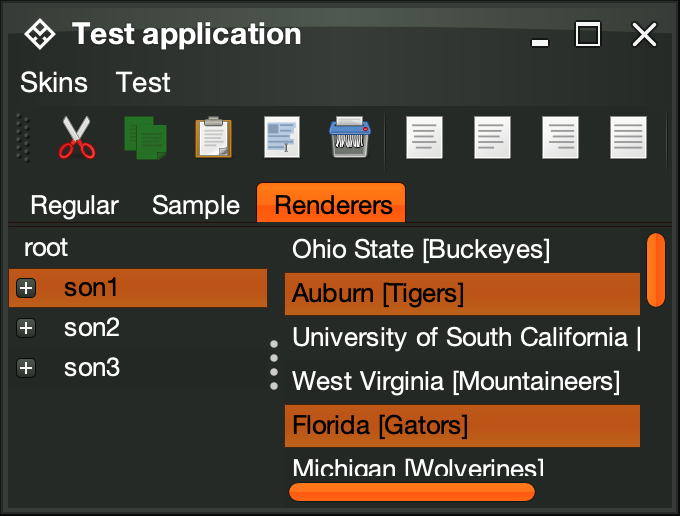 Test application
Skins Test
Regular Sample Renderers
root
son1
son2
son3
Ohio State [Buckeyes]
Auburn [Tigers]
University of South California [
West Virginia [Mountaineers]
Florida [Gators]
Michigan [Wolverines]